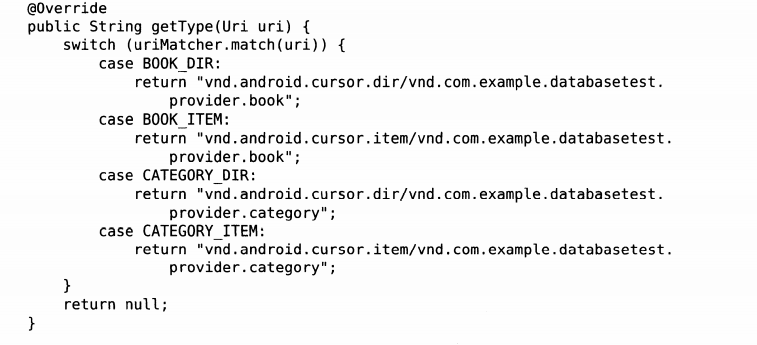 @Override
public String getType(Uri uri) {
    switch (uriMatcher.match(uri)) {
        case BOOK_DIR:
            return "vnd.android.cursor.dir/vnd.com.example.databasetest.
                provider.book";
        case BOOK_ITEM:
            return "vnd.android.cursor.item/vnd.com.example.databasetest.
                provider.book";
        case CATEGORY_DIR:
            return "vnd.android.cursor.dir/vnd.com.example.databasetest.
                provider.category";
        case CATEGORY_ITEM:
            return "vnd.android.cursor.item/vnd.com.example.databasetest.
                provider.category";
    }
    return null;
}